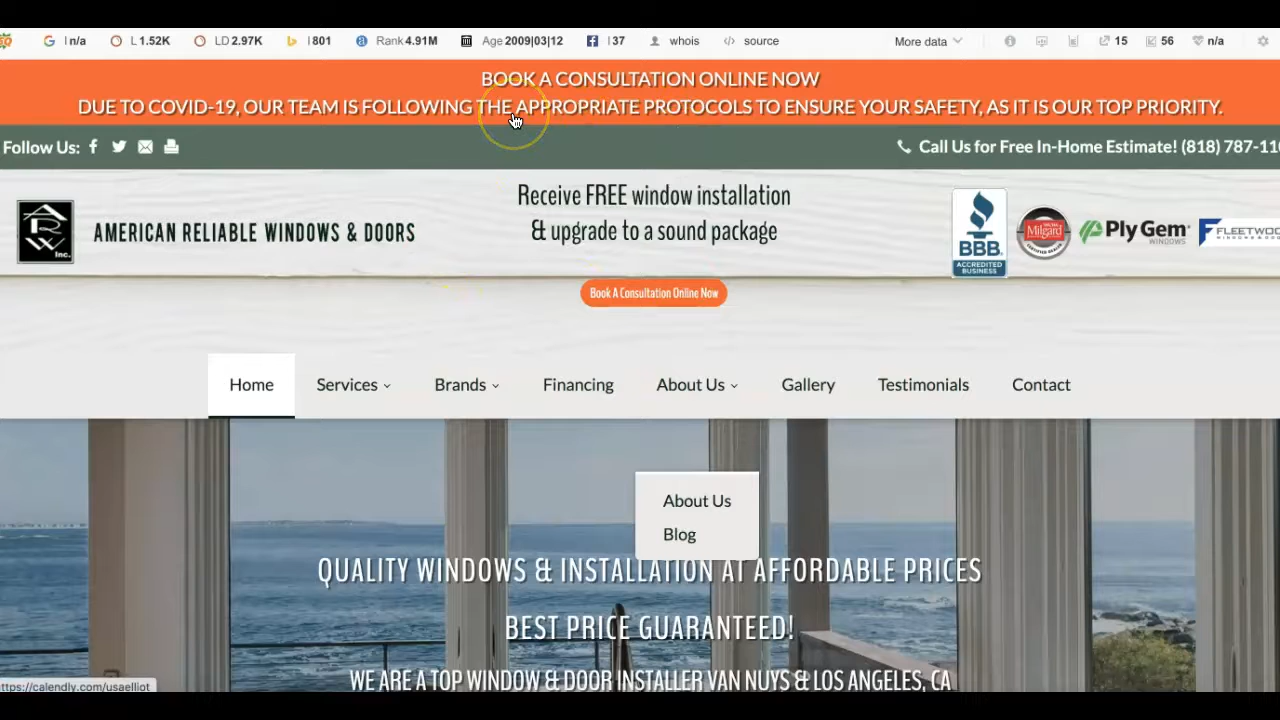 I n/a
L 1.52K
LD 2.97K
I 801
Rank 4.91M
Age 2009|03|12
I 37
whois
source
More data
15
56
n/a
BOOK A CONSULTATION ONLINE NOW
DUE TO COVID-19, OUR TEAM IS FOLLOWING THE APPROPRIATE PROTOCOLS TO ENSURE YOUR SAFETY, AS IT IS OUR TOP PRIORITY.
Follow Us:
Call Us for Free In-Home Estimate! (818) 787-110
ARW Inc.
AMERICAN RELIABLE WINDOWS & DOORS
Receive FREE window installation
& upgrade to a sound package
BBB
ACCREDITED
BUSINESS
Milgard
Ply Gem
WINDOWS
FLEETWOO
Book A Consultation Online Now
Home
Services
Brands
Financing
About Us
Gallery
Testimonials
Contact
About Us
Blog
QUALITY WINDOWS & INSTALLATION AT AFFORDABLE PRICES
BEST PRICE GUARANTEED!
WE ARE A TOP WINDOW & DOOR INSTALLER VAN NUYS & LOS ANGELES, CA
ttps://calendly.com/usaelliot